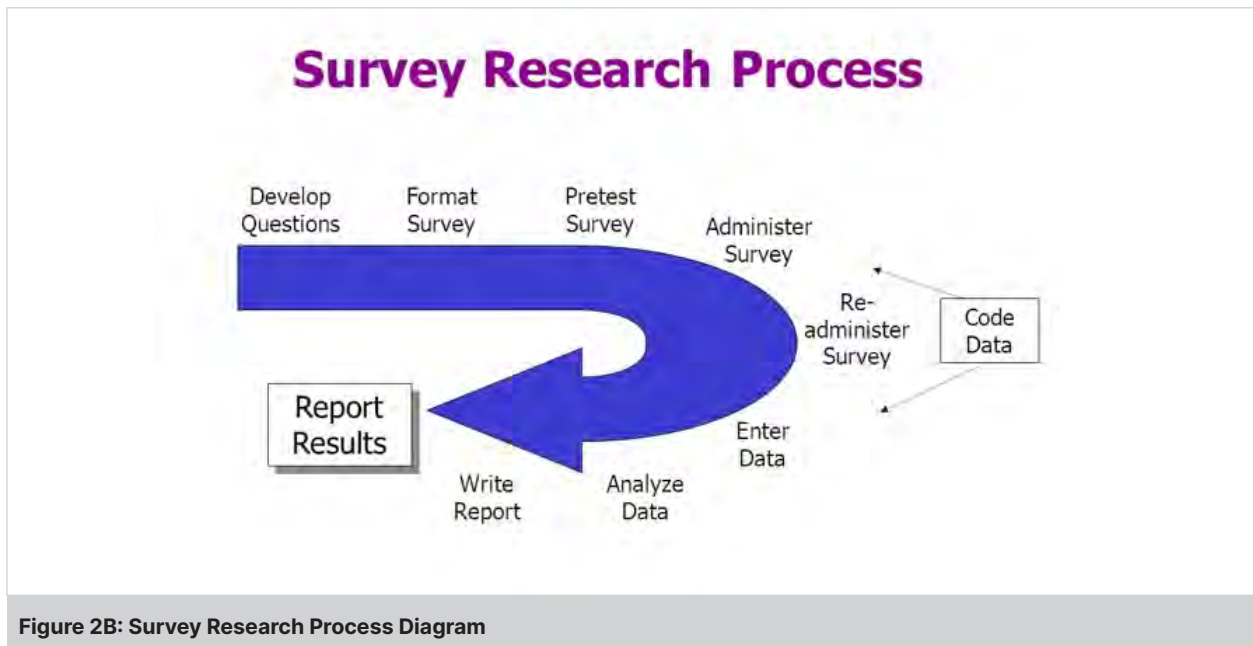 Survey Research Process
Develop
Questions
Format
Survey
Pretest
Survey
Administer
Survey
Re-
administer
Survey
Code
Data
Enter
Data
Analyze
Data
Write
Report
Report
Results
Figure 2B: Survey Research Process Diagram